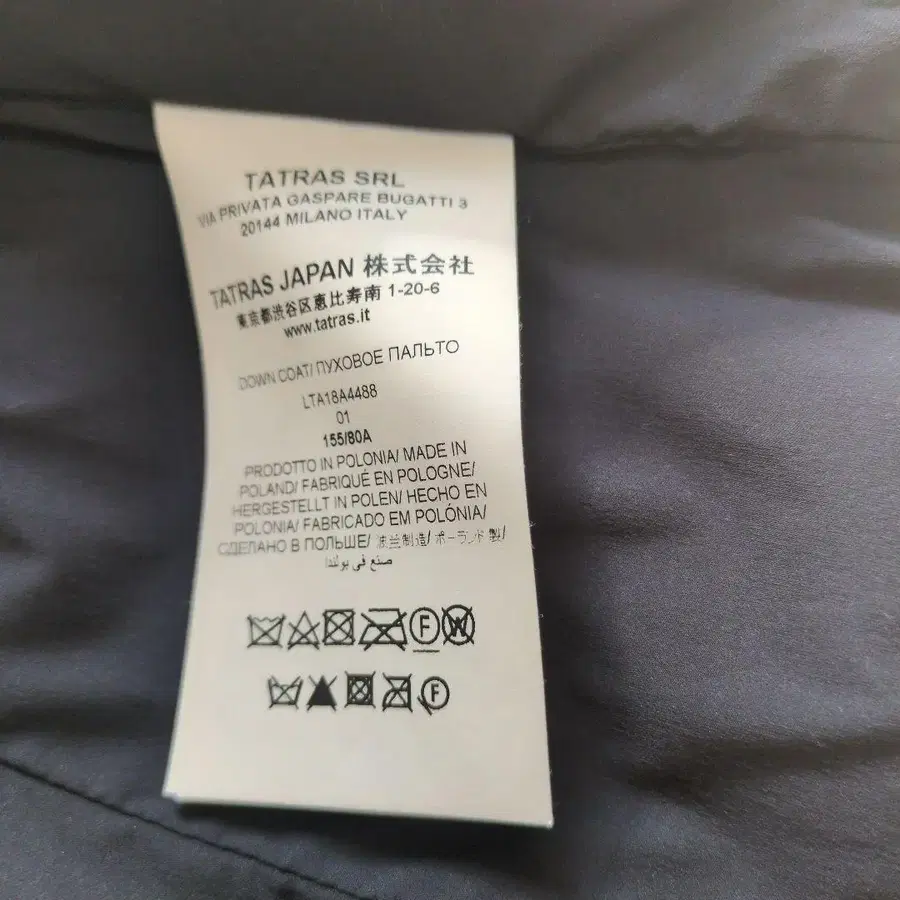 TATRAS SRL
VIA PRIVATA GASPARE BUGATTI 3
20144 MILANO ITALY
TATRAS JAPAN 株式会社
東京都渋谷区恵比寿南 1-20-6
www.tatras.it
DOWN COAT/ ПУХОВОЕ ПАЛЬТО
LTA18A4488
01
155/80A
PRODOTTO IN POLONIA/ MADE IN
POLAND/ FABRIQUÉ EN POLOGNE/
HERGESTELLT IN POLEN/ HECHO EN
POLONIA/ FABRICADO EM POLÓNIA/
СДЕЛАНО В ПОЛЬШЕ/ 波兰制造/ ポーランド製/
صنع في بولندا
F W
F